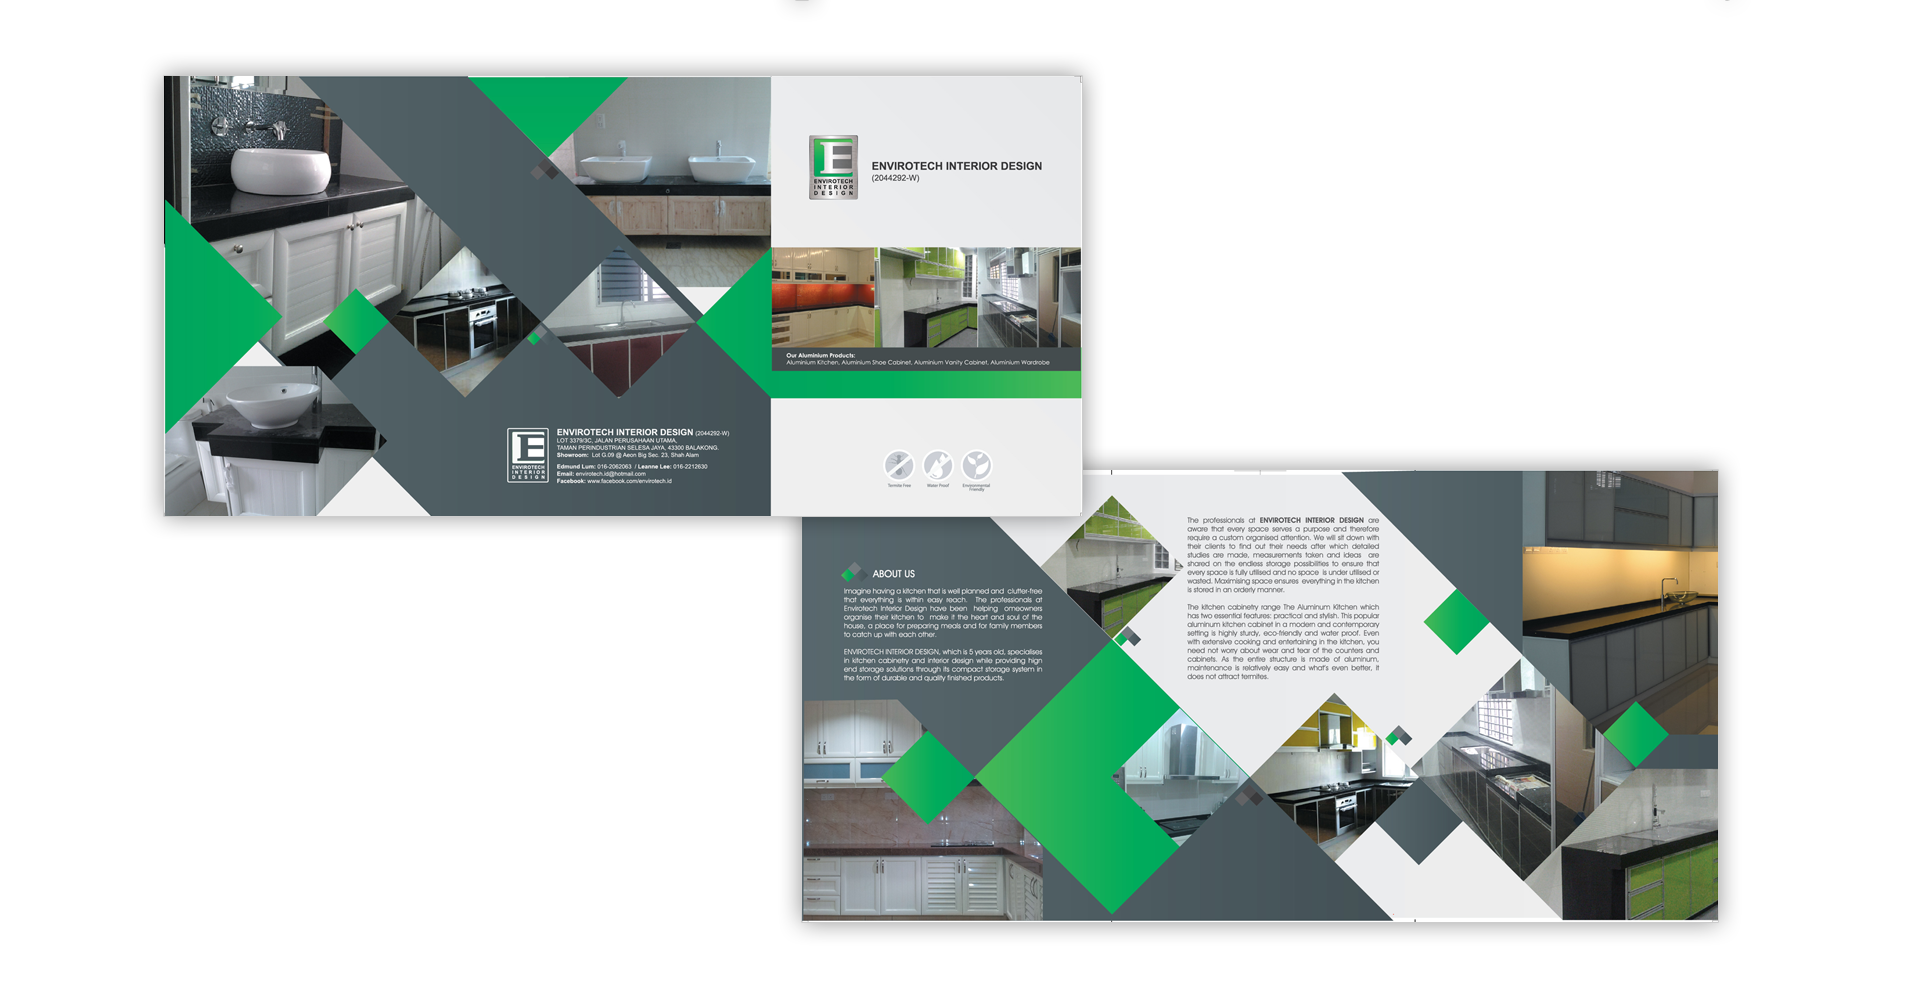 E
ENVIROTECH
INTERIOR
DESIGN
ENVIROTECH INTERIOR DESIGN
(2044292-W)
Our Aluminium Products:
Aluminium Kitchen, Aluminium Shoe Cabinet, Aluminium Vanity Cabinet, Aluminium Wardrobe
E
ENVIROTECH
INTERIOR
DESIGN
ENVIROTECH INTERIOR DESIGN (2044292-W)
LOT 3379/3C, JALAN PERUSAHAAN UTAMA,
TAMAN PERINDUSTRIAN SELESA JAYA, 43300 BALAKONG.
Showroom: Lot G.09 @ Aeon Big Sec. 23, Shah Alam
Edmund Lum: 016-2062063 / Leanne Lee: 016-2212630
Email: envirotech.id@hotmail.com
Facebook: www.facebook.com/envirotech.id
Termite Free
Water Proof
Environmental
Friendly
ABOUT US
Imagine having a kitchen that is well planned and clutter-free
that everything is within easy reach. The professionals at
Envirotech Interior Design have been helping omeowners
organise their kitchen to make it the heart and soul of the
house, a place for preparing meals and for family members
to catch up with each other.
ENVIROTECH INTERIOR DESIGN, which is 5 years old, specialises
in kitchen cabinetry and interior design while providing high
end storage solutions through its compact storage system in
the form of durable and quality finished products.
The professionals at ENVIROTECH INTERIOR DESIGN are
aware that every space serves a purpose and therefore
require a custom organised attention. We will sit down with
their clients to find out their needs after which detailed
studies are made, measurements taken and ideas are
shared on the endless storage possibilities to ensure that
every space is fully utilised and no space is under utilised or
wasted. Maximising space ensures everything in the kitchen
is stored in an orderly manner.
The kitchen cabinetry range The Aluminum Kitchen which
has two essential features: practical and stylish. This popular
aluminum kitchen cabinet in a modern and contemporary
setting is highly sturdy, eco-friendly and water proof. Even
with extensive cooking and entertaining in the kitchen, you
need not worry about wear and tear of the counters and
cabinets. As the entire structure is made of aluminum,
maintenance is relatively easy and what's even better, it
does not attract termites.